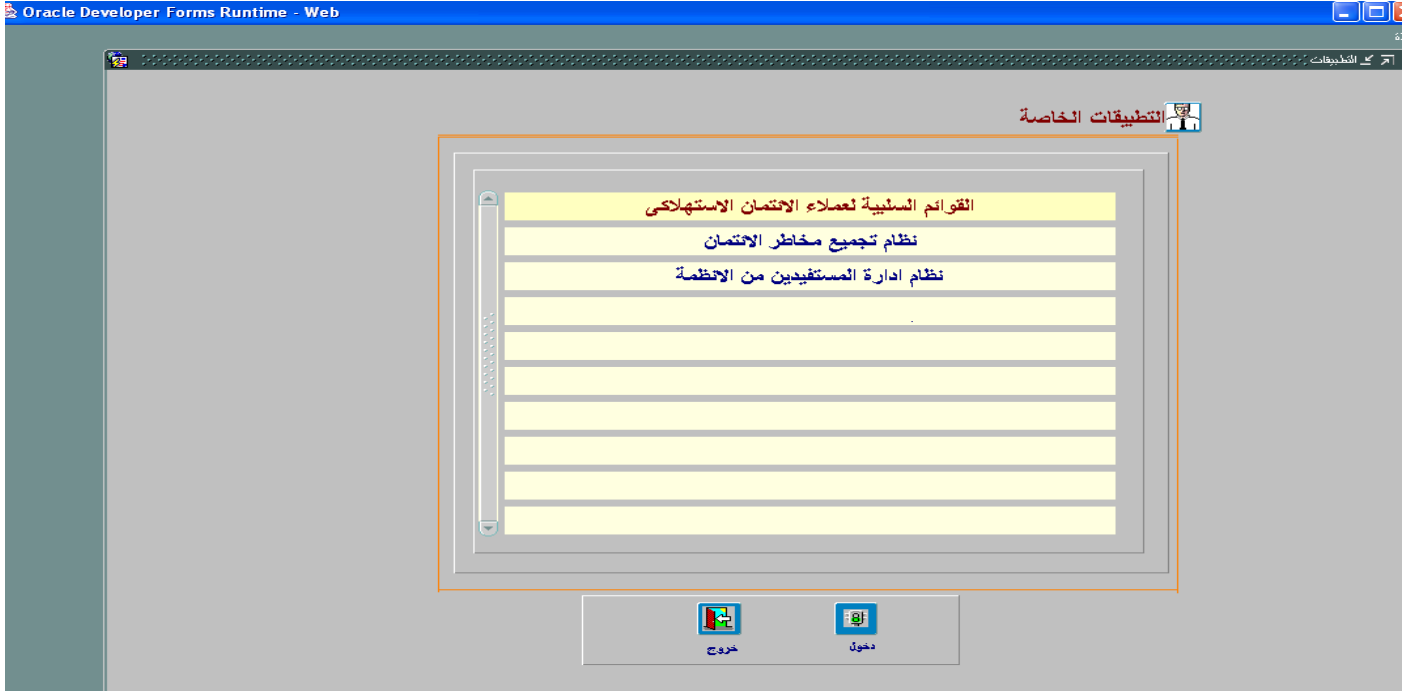 Oracle Developer Forms Runtime - Web
التطبيقات
التطبيقات الخاصة
القوائم السلبية لعملاء الائتمان الاستهلاكى
نظام تجميع مخاطر الائتمان
نظام ادارة المستفيدين من الانظمة
دخول
خروج